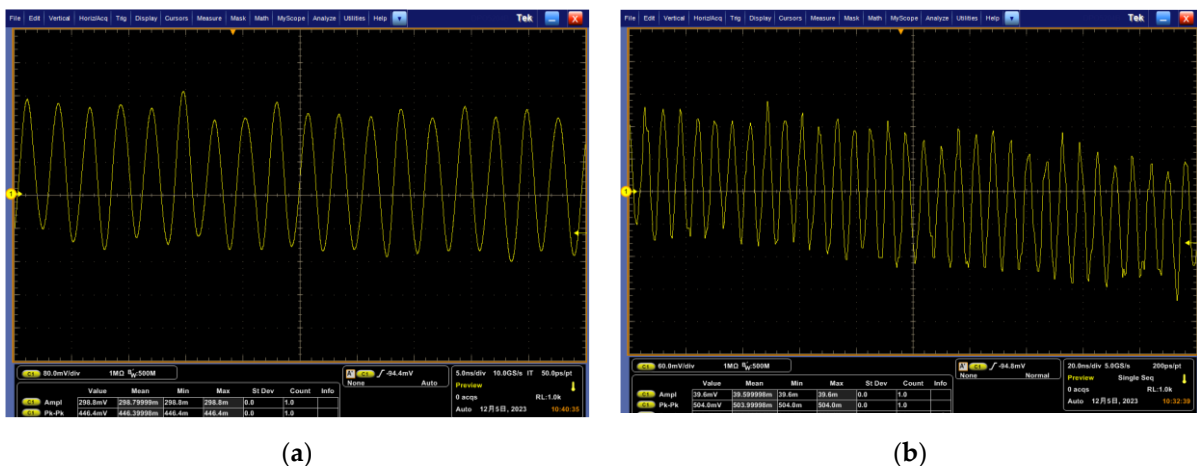 File Edit Vertical Horiz/Acq Trig Display Cursors Measure Mask Math MyScope Analyze Utilities Help Tek X
1
C1 80.0mV/div 1MΩ BW:500M
A' C1 -94.4mV
None Auto
5.0ns/div 10.0GS/s IT 50.0ps/pt
Preview
0 acqs RL:1.0k
Auto 12月5日, 2023 10:40:35
Value Mean Min Max St Dev Count Info
C1 Ampl 298.8mV 298.79999m 298.8m 298.8m 0.0 1.0
C1 Pk-Pk 446.4mV 446.39998m 446.4m 446.4m 0.0 1.0
(a)
File Edit Vertical Horiz/Acq Trig Display Cursors Measure Mask Math MyScope Analyze Utilities Help Tek X
1
C1 60.0mV/div 1MΩ BW:500M
A' C1 -94.8mV
None Normal
20.0ns/div 5.0GS/s 200ps/pt
Preview Single Seq
0 acqs RL:1.0k
Auto 12月5日, 2023 10:32:39
Value Mean Min Max St Dev Count Info
C1 Ampl 39.6mV 39.599998m 39.6m 39.6m 0.0 1.0
C1 Pk-Pk 504.0mV 503.99998m 504.0m 504.0m 0.0 1.0
(b)